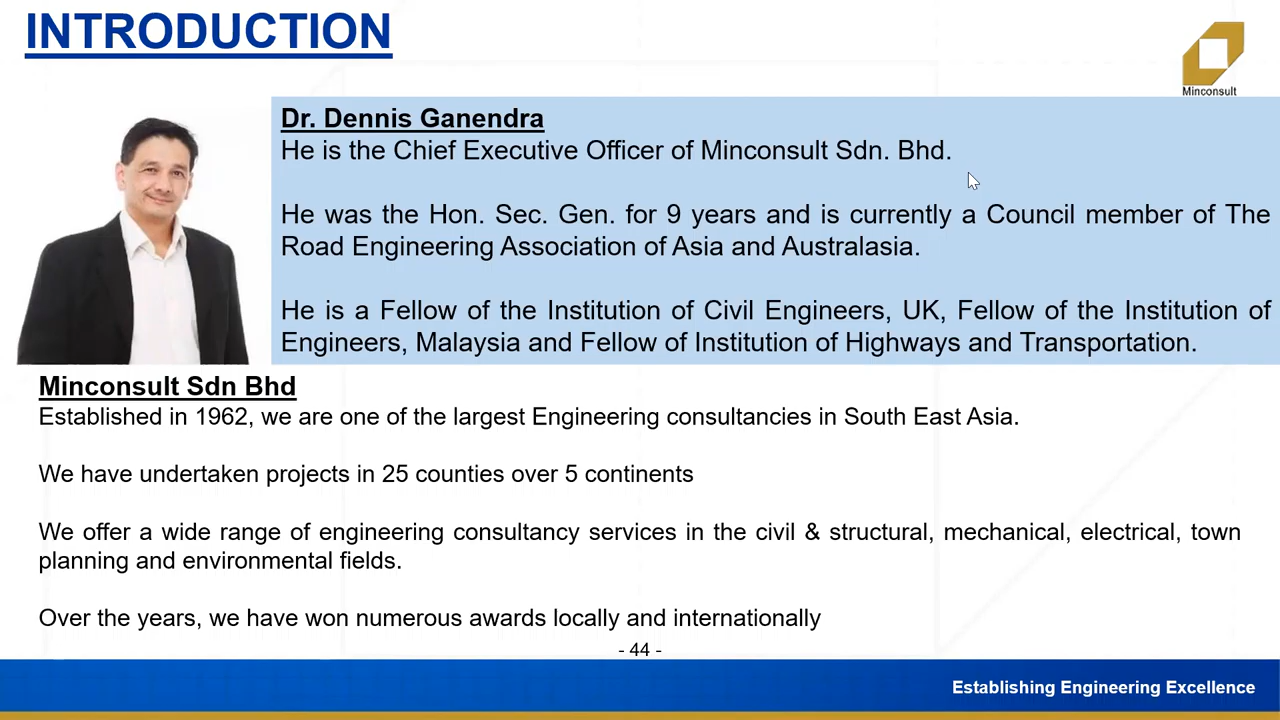 INTRODUCTION
Minconsult
Dr. Dennis Ganendra
He is the Chief Executive Officer of Minconsult Sdn. Bhd.
He was the Hon. Sec. Gen. for 9 years and is currently a Council member of The
Road Engineering Association of Asia and Australasia.
He is a Fellow of the Institution of Civil Engineers, UK, Fellow of the Institution of
Engineers, Malaysia and Fellow of Institution of Highways and Transportation.
Minconsult Sdn Bhd
Established in 1962, we are one of the largest Engineering consultancies in South East Asia.
We have undertaken projects in 25 counties over 5 continents
We offer a wide range of engineering consultancy services in the civil & structural, mechanical, electrical, town
planning and environmental fields.
Over the years, we have won numerous awards locally and internationally
- 44 -
Establishing Engineering Excellence